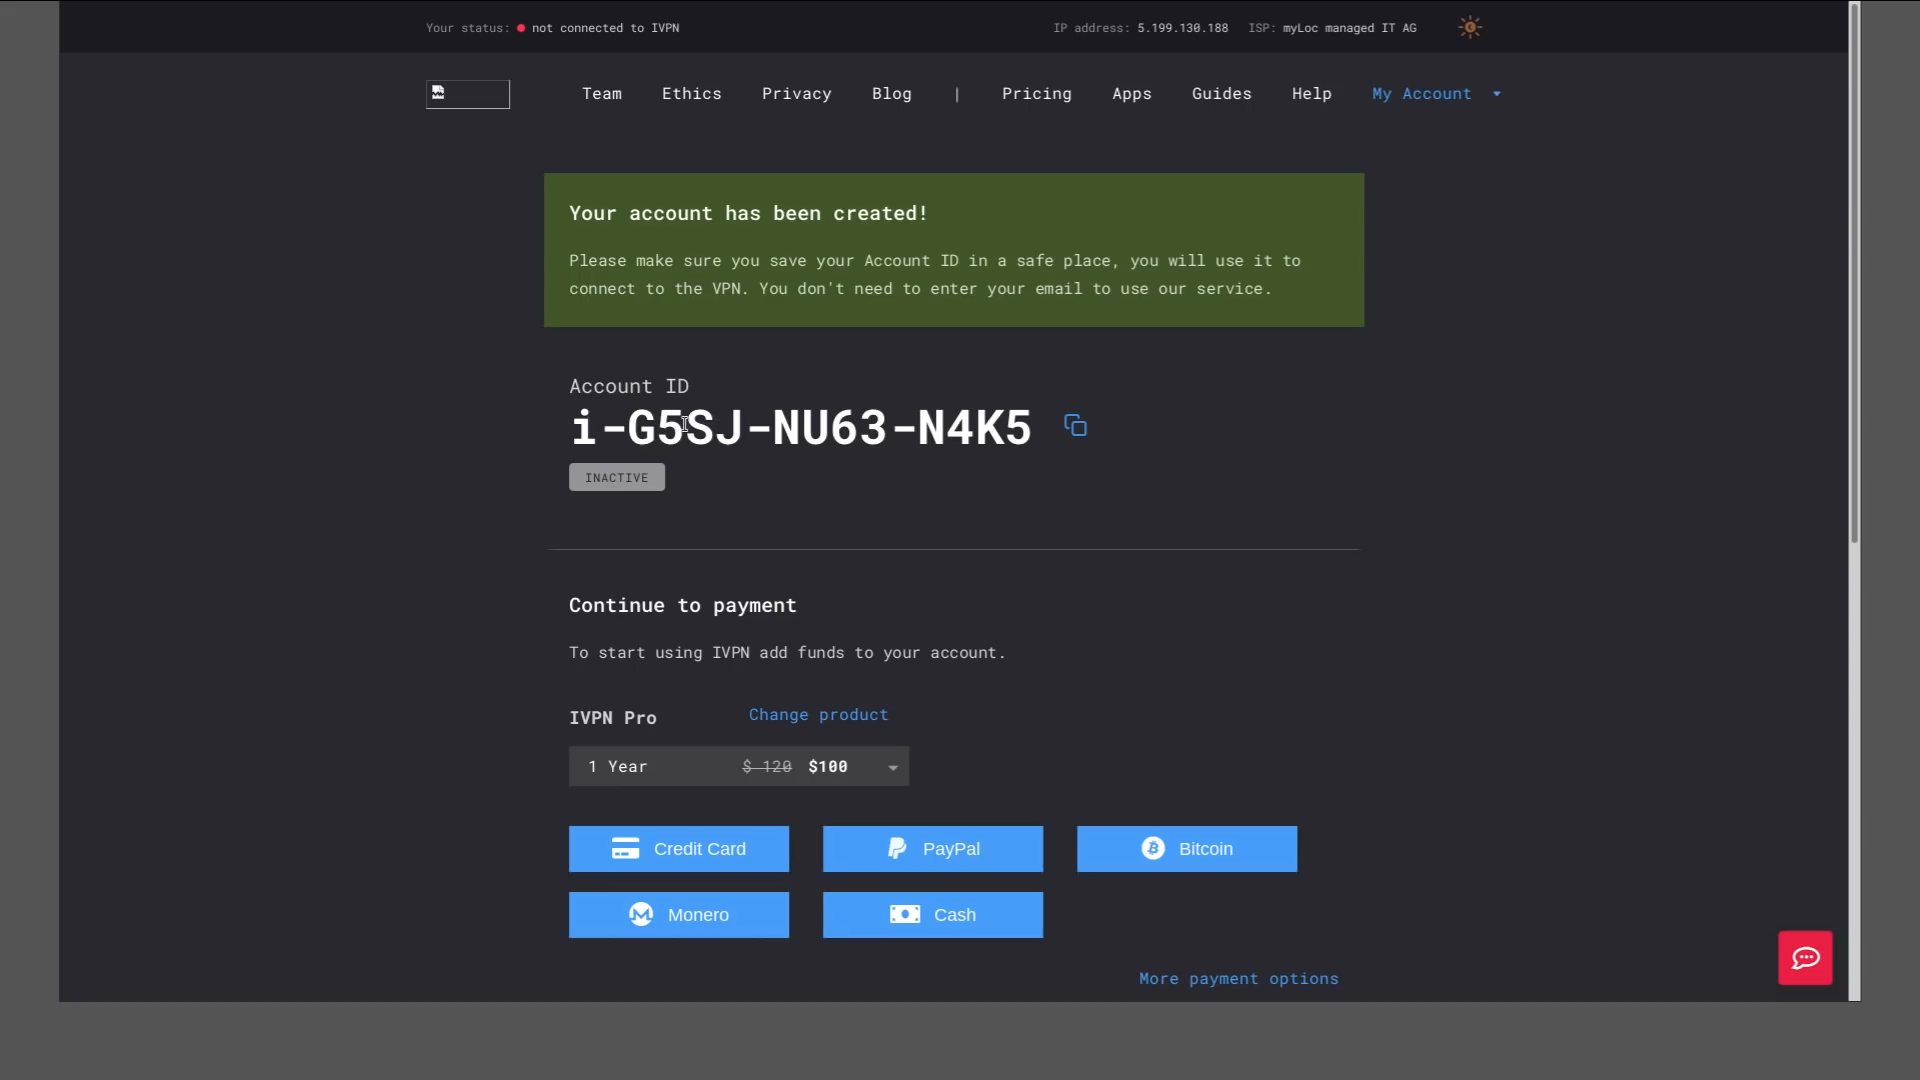 Your status: not connected to IVPN IP address: 5.199.130.188 ISP: myLoc managed IT AG
Team Ethics Privacy Blog | Pricing Apps Guides Help My Account
Your account has been created!
Please make sure you save your Account ID in a safe place, you will use it to
connect to the VPN. You don't need to enter your email to use our service.
Account ID
i-G5SJ-NU63-N4K5
INACTIVE
Continue to payment
To start using IVPN add funds to your account.
IVPN Pro Change product
1 Year $ 120 $100
Credit Card PayPal Bitcoin
Monero Cash
More payment options